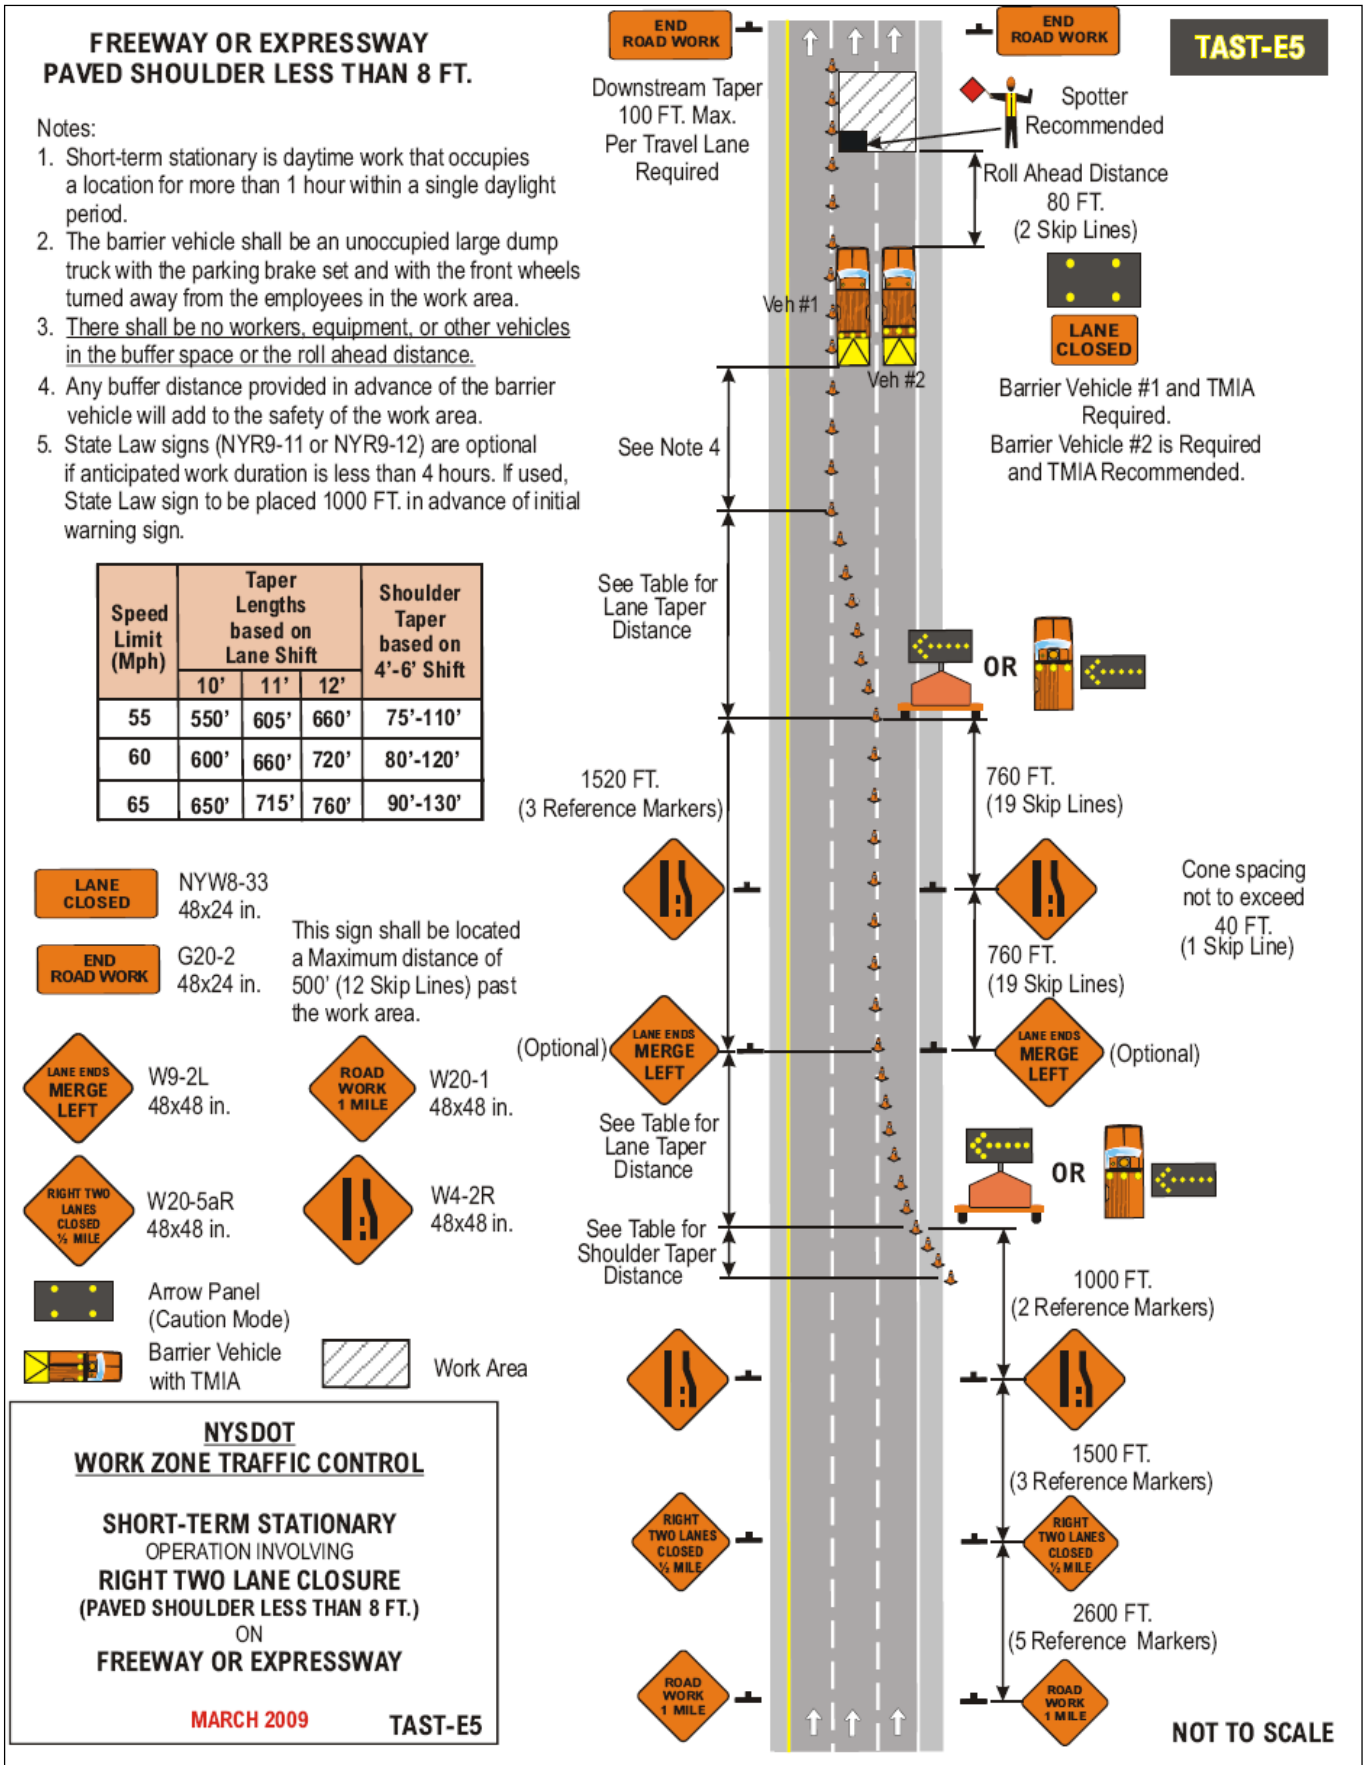 FREEWAY OR EXPRESSWAY
PAVED SHOULDER LESS THAN 8 FT.
Notes:
1. Short-term stationary is daytime work that occupies
a location for more than 1 hour within a single daylight
period.
2. The barrier vehicle shall be an unoccupied large dump
truck with the parking brake set and with the front wheels
turned away from the employees in the work area.
3. There shall be no workers, equipment, or other vehicles
in the buffer space or the roll ahead distance.
4. Any buffer distance provided in advance of the barrier
vehicle will add to the safety of the work area.
5. State Law signs (NYR9-11 or NYR9-12) are optional
if anticipated work duration is less than 4 hours. If used,
State Law sign to be placed 1000 FT. in advance of initial
warning sign.
Speed
Limit
(Mph)
Taper
Lengths
based on
Lane Shift
Shoulder
Taper
based on
4'-6' Shift
10' 11' 12'
55 550' 605' 660' 75'-110'
60 600' 660' 720' 80'-120'
65 650' 715' 760' 90'-130'
LANE
CLOSED
NYW8-33
48x24 in.
END
ROAD WORK
G20-2
48x24 in.
This sign shall be located
a Maximum distance of
500' (12 Skip Lines) past
the work area.
LANE ENDS
MERGE
LEFT
W9-2L
48x48 in.
ROAD
WORK
1 MILE
W20-1
48x48 in.
RIGHT TWO
LANES
CLOSED
½ MILE
W20-5aR
48x48 in.
W4-2R
48x48 in.
Arrow Panel
(Caution Mode)
Barrier Vehicle
with TMIA
Work Area
NYSDOT
WORK ZONE TRAFFIC CONTROL
SHORT-TERM STATIONARY
OPERATION INVOLVING
RIGHT TWO LANE CLOSURE
(PAVED SHOULDER LESS THAN 8 FT.)
ON
FREEWAY OR EXPRESSWAY
MARCH 2009
TAST-E5
END
ROAD WORK
END
ROAD WORK
TAST-E5
Downstream Taper
100 FT. Max.
Per Travel Lane
Required
Spotter
Recommended
Roll Ahead Distance
80 FT.
(2 Skip Lines)
LANE
CLOSED
Veh #1
Veh #2
Barrier Vehicle #1 and TMIA
Required.
Barrier Vehicle #2 is Required
and TMIA Recommended.
See Note 4
See Table for
Lane Taper
Distance
OR
1520 FT.
(3 Reference Markers)
760 FT.
(19 Skip Lines)
Cone spacing
not to exceed
40 FT.
(1 Skip Line)
760 FT.
(19 Skip Lines)
(Optional)
LANE ENDS
MERGE
LEFT
LANE ENDS
MERGE
LEFT
(Optional)
See Table for
Lane Taper
Distance
OR
See Table for
Shoulder Taper
Distance
1000 FT.
(2 Reference Markers)
1500 FT.
(3 Reference Markers)
RIGHT
TWO LANES
CLOSED
½ MILE
RIGHT
TWO LANES
CLOSED
½ MILE
2600 FT.
(5 Reference Markers)
ROAD
WORK
1 MILE
ROAD
WORK
1 MILE
NOT TO SCALE